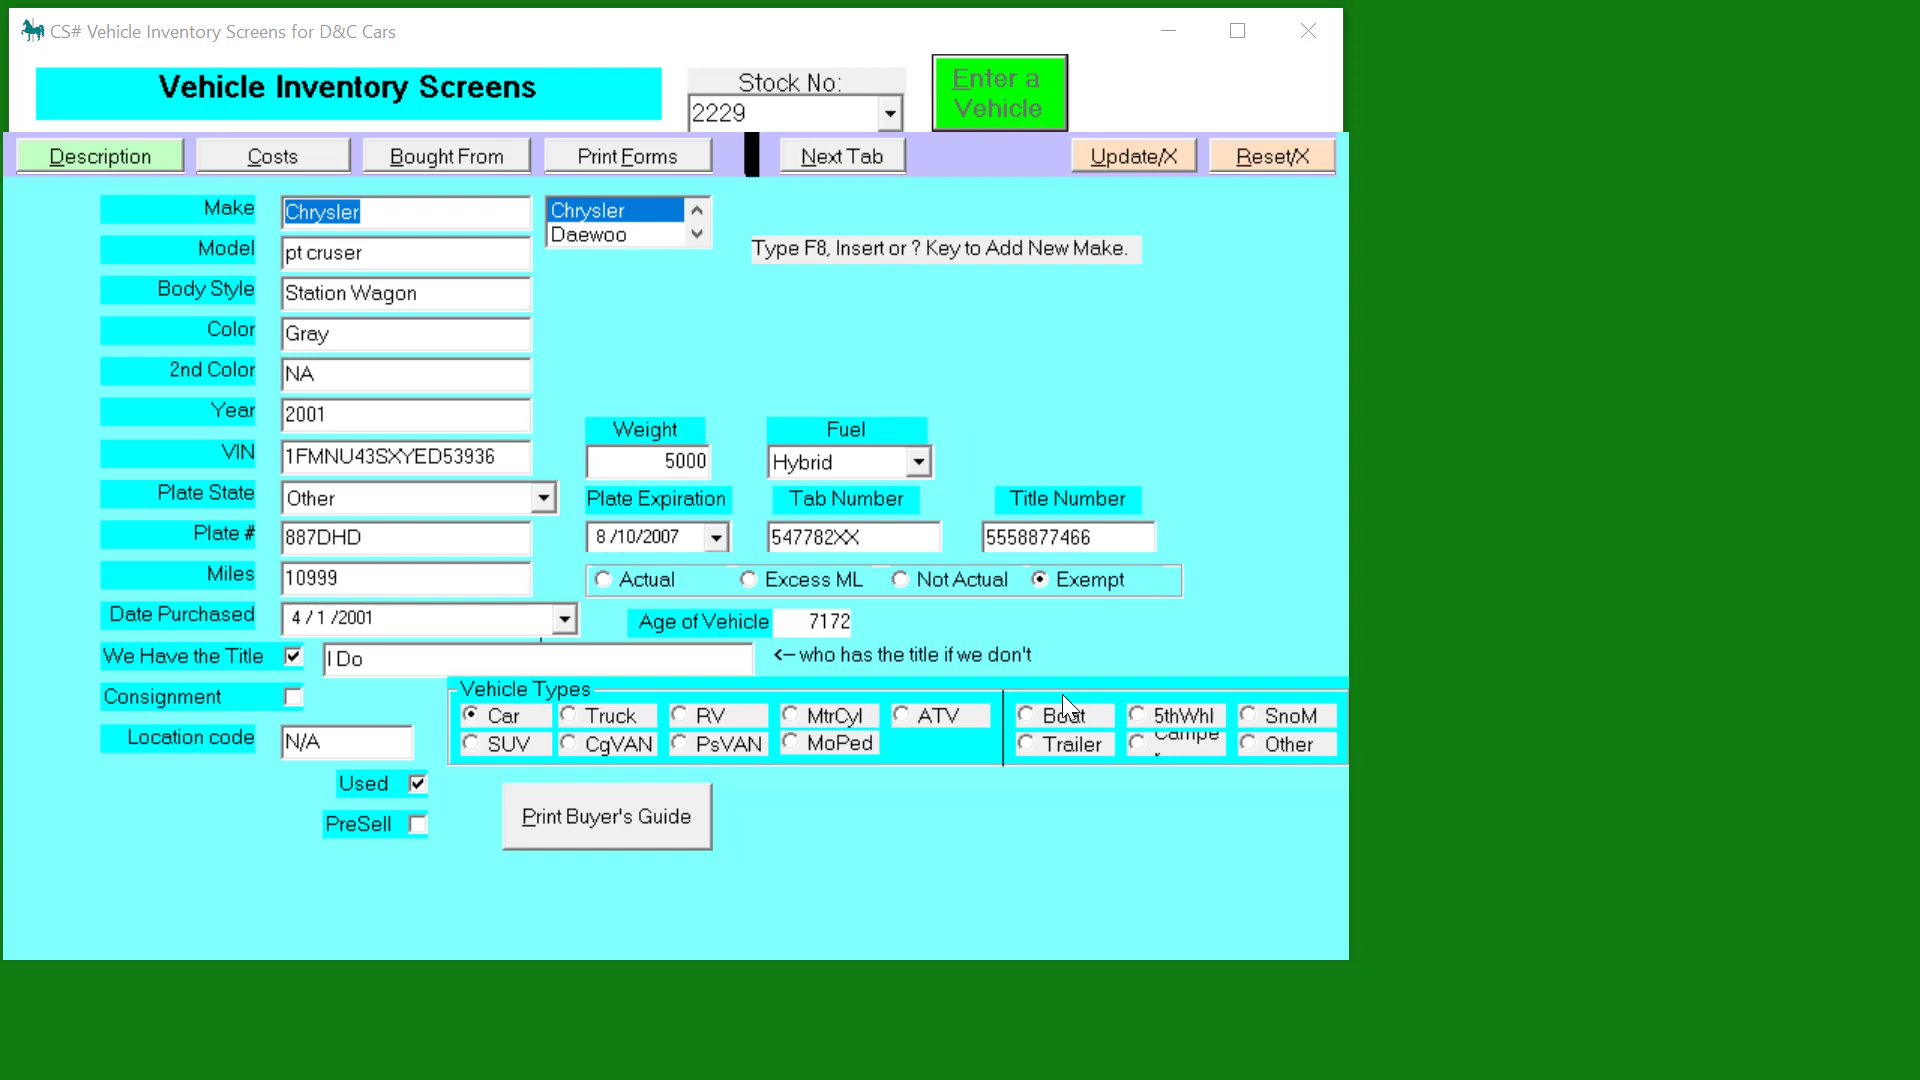 CS# Vehicle Inventory Screens for D&C Cars
Vehicle Inventory Screens
Stock No:
2229
Enter a
Vehicle
Description
Costs
Bought From
Print Forms
Next Tab
Update/X
Reset/X
Make
Chrysler
Chrysler
Daewoo
Type F8, Insert or ? Key to Add New Make.
Model
pt cruser
Body Style
Station Wagon
Color
Gray
2nd Color
NA
Year
2001
Weight
Fuel
VIN
1FMNU43SXYED53936
5000
Hybrid
Plate State
Other
Plate Expiration
Tab Number
Title Number
Plate #
887DHD
8 /10/2007
547782XX
5558877466
Miles
10999
Actual
Excess ML
Not Actual
Exempt
Date Purchased
4 / 1 /2001
Age of Vehicle
7172
We Have the Title
I Do
<-- who has the title if we don't
Consignment
Vehicle Types
Car
Truck
RV
MtrCyl
ATV
Boat
5thWhl
SnoM
SUV
CgVAN
PsVAN
MoPed
Trailer
Camper
Other
Location code
N/A
Used
PreSell
Print Buyer's Guide